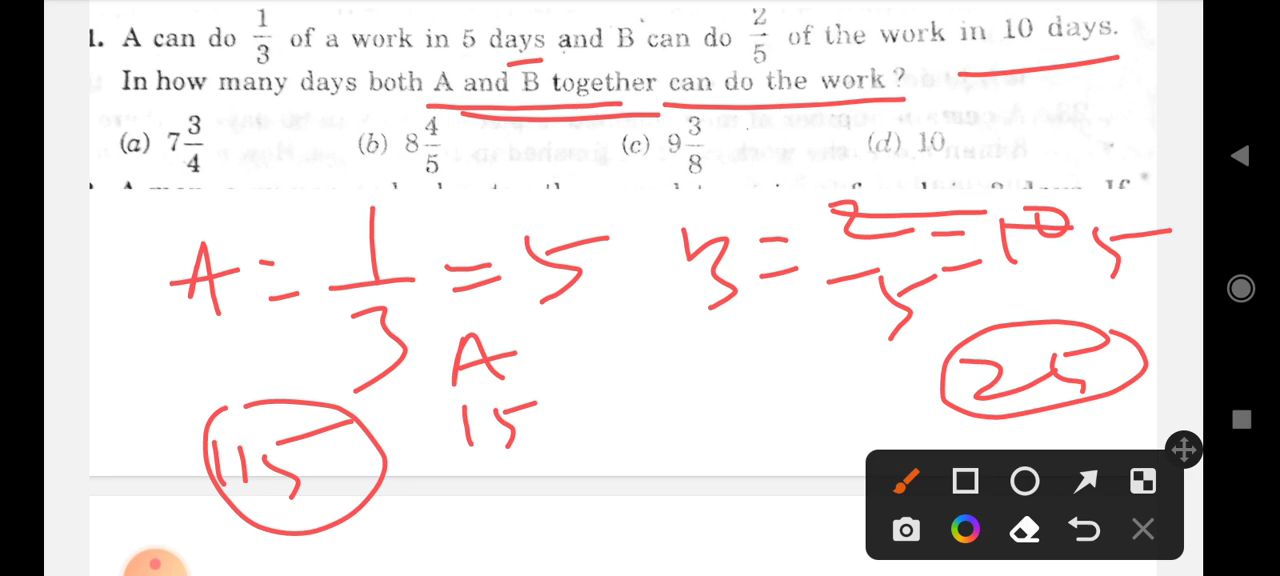 1. A can do 1/3 of a work in 5 days and B can do 2/5 of the work in 10 days.
In how many days both A and B together can do the work ?
(a) 7 3/4 (b) 8 4/5 (c) 9 3/8 (d) 10
A = 1/3 = 5 B = 2/5 = 10 5
A
15 25
115